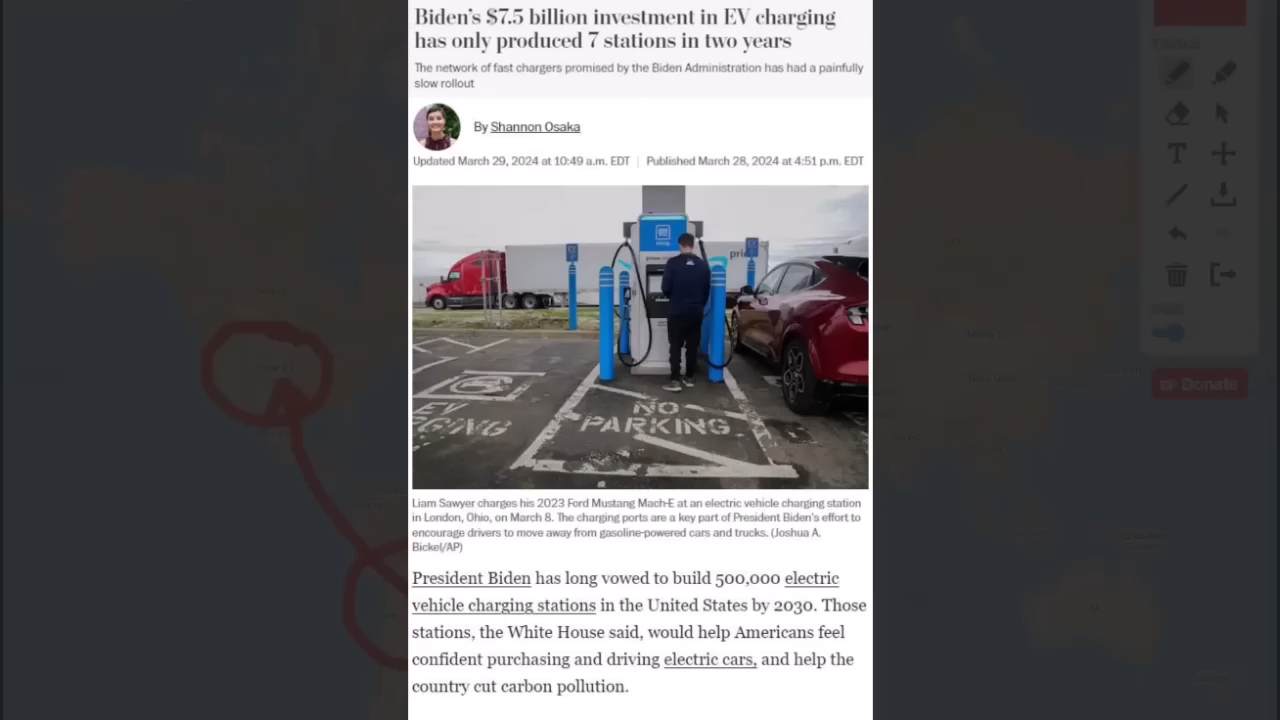 Biden's $7.5 billion investment in EV charging
has only produced 7 stations in two years
The network of fast chargers promised by the Biden Administration has had a painfully
slow rollout
By Shannon Osaka
Updated March 29, 2024 at 10:49 a.m. EDT | Published March 28, 2024 at 4:51 p.m. EDT
prime
EV
NO
PARKING
Liam Sawyer charges his 2023 Ford Mustang Mach-E at an electric vehicle charging station
in London, Ohio, on March 8. The charging ports are a key part of President Biden's effort to
encourage drivers to move away from gasoline-powered cars and trucks. (Joshua A.
Bickel/AP)
President Biden has long vowed to build 500,000 electric
vehicle charging stations in the United States by 2030. Those
stations, the White House said, would help Americans feel
confident purchasing and driving electric cars, and help the
country cut carbon pollution.
Donate